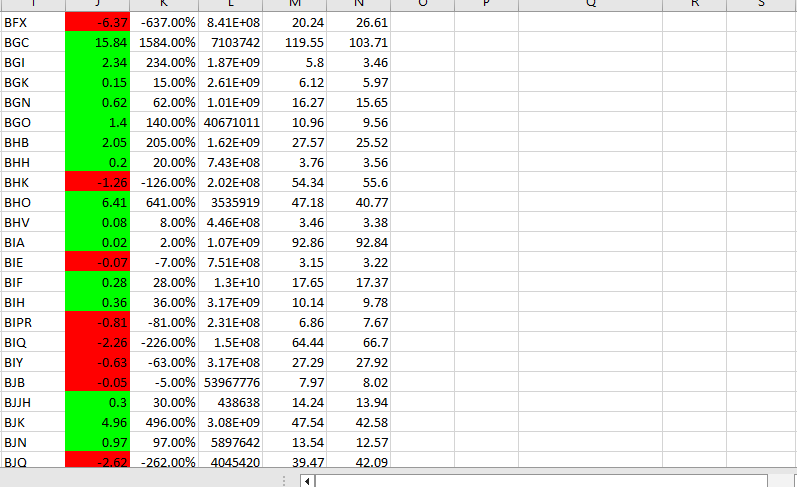 I J K L M N O P Q R S
BFX -6.37 -637.00% 8.41E+08 20.24 26.61
BGC 15.84 1584.00% 7103742 119.55 103.71
BGI 2.34 234.00% 1.87E+09 5.8 3.46
BGK 0.15 15.00% 2.61E+09 6.12 5.97
BGN 0.62 62.00% 1.01E+09 16.27 15.65
BGO 1.4 140.00% 40671011 10.96 9.56
BHB 2.05 205.00% 1.62E+09 27.57 25.52
BHH 0.2 20.00% 7.43E+08 3.76 3.56
BHK -1.26 -126.00% 2.02E+08 54.34 55.6
BHO 6.41 641.00% 3535919 47.18 40.77
BHV 0.08 8.00% 4.46E+08 3.46 3.38
BIA 0.02 2.00% 1.07E+09 92.86 92.84
BIE -0.07 -7.00% 7.51E+08 3.15 3.22
BIF 0.28 28.00% 1.3E+10 17.65 17.37
BIH 0.36 36.00% 3.17E+09 10.14 9.78
BIPR -0.81 -81.00% 2.31E+08 6.86 7.67
BIQ -2.26 -226.00% 1.5E+08 64.44 66.7
BIY -0.63 -63.00% 3.17E+08 27.29 27.92
BJB -0.05 -5.00% 53967776 7.97 8.02
BJJH 0.3 30.00% 438638 14.24 13.94
BJK 4.96 496.00% 3.08E+09 47.54 42.58
BJN 0.97 97.00% 5897642 13.54 12.57
BJQ -2.62 -262.00% 4045420 39.47 42.09